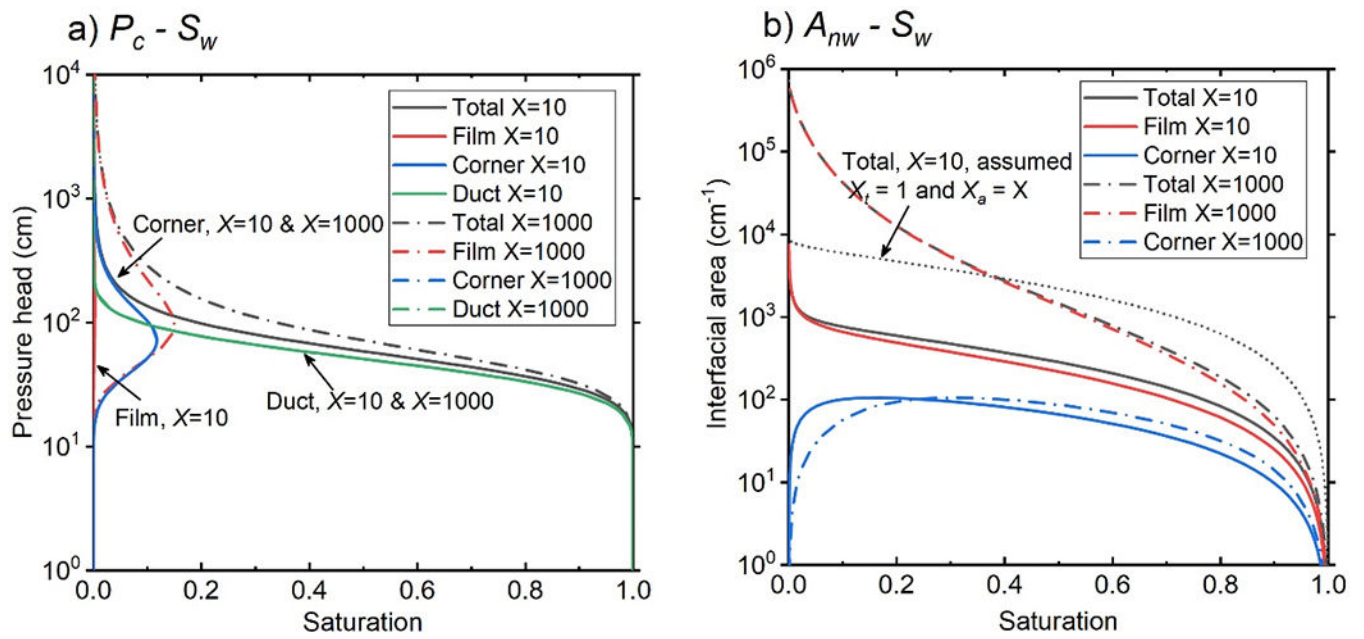 a) Pc - Sw
10⁴
10³
10²
10¹
10⁰
Pressure head (cm)
Total X=10
Film X=10
Corner X=10
Duct X=10
Total X=1000
Film X=1000
Corner X=1000
Duct X=1000
Corner, X=10 & X=1000
Film, X=10
Duct, X=10 & X=1000
0.0 0.2 0.4 0.6 0.8 1.0
Saturation
b) Anw - Sw
10⁶
10⁵
10⁴
10³
10²
10¹
10⁰
Interfacial area (cm⁻¹)
Total X=10
Film X=10
Corner X=10
Total X=1000
Film X=1000
Corner X=1000
Total, X=10, assumed
Xt = 1 and Xa = X
0.0 0.2 0.4 0.6 0.8 1.0
Saturation